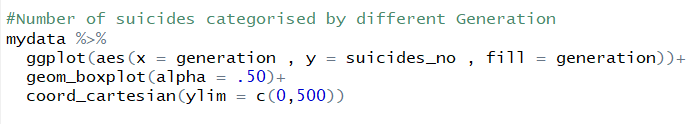 #Number of suicides categorised by different Generation
mydata %>%
  ggplot(aes(x = generation , y = suicides_no , fill = generation))+
  geom_boxplot(alpha = .50)+
  coord_cartesian(ylim = c(0,500))